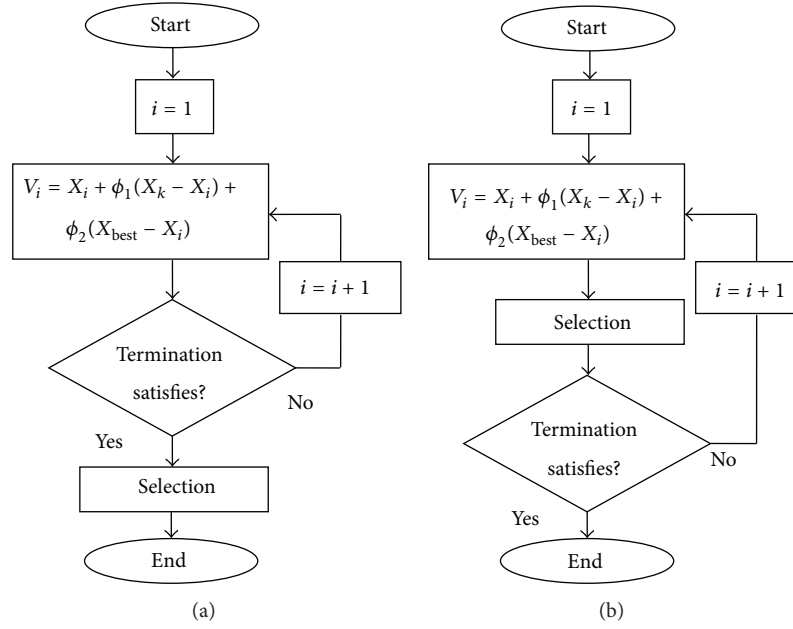 Start
i = 1
V_i = X_i + ϕ_1(X_k − X_i) +
ϕ_2(X_best − X_i)
i = i + 1
Termination
satisfies?
No
Yes
Selection
End
(a)
Start
i = 1
V_i = X_i + ϕ_1(X_k − X_i) +
ϕ_2(X_best − X_i)
i = i + 1
Selection
Termination
satisfies?
No
Yes
End
(b)